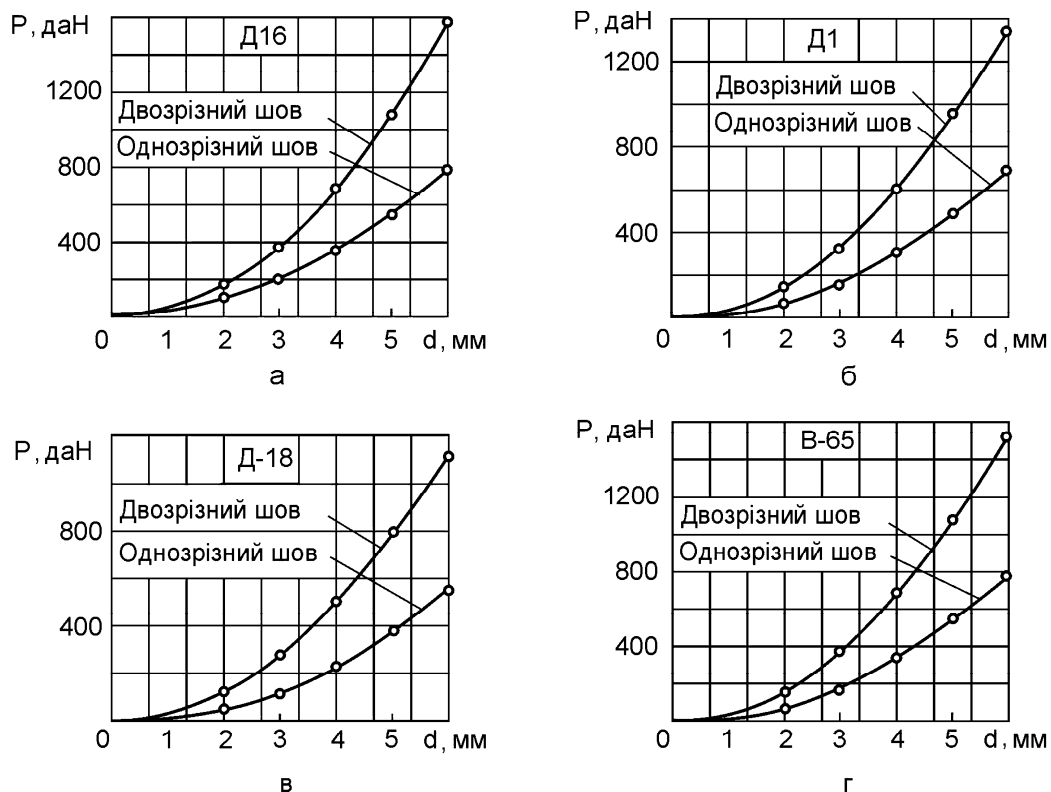 Р, даН
Д16
1200
Двозрізний шов
Однозрізний шов
800
400
0 1 2 3 4 5 d, мм
а
Р, даН
Д1
1200
Двозрізний шов
Однозрізний шов
800
400
0 1 2 3 4 5 d, мм
б
Р, даН
Д-18
Двозрізний шов
800
Однозрізний шов
400
0 1 2 3 4 5 d, мм
в
Р, даН
В-65
1200
Двозрізний шов
Однозрізний шов
800
400
0 1 2 3 4 5 d, мм
г